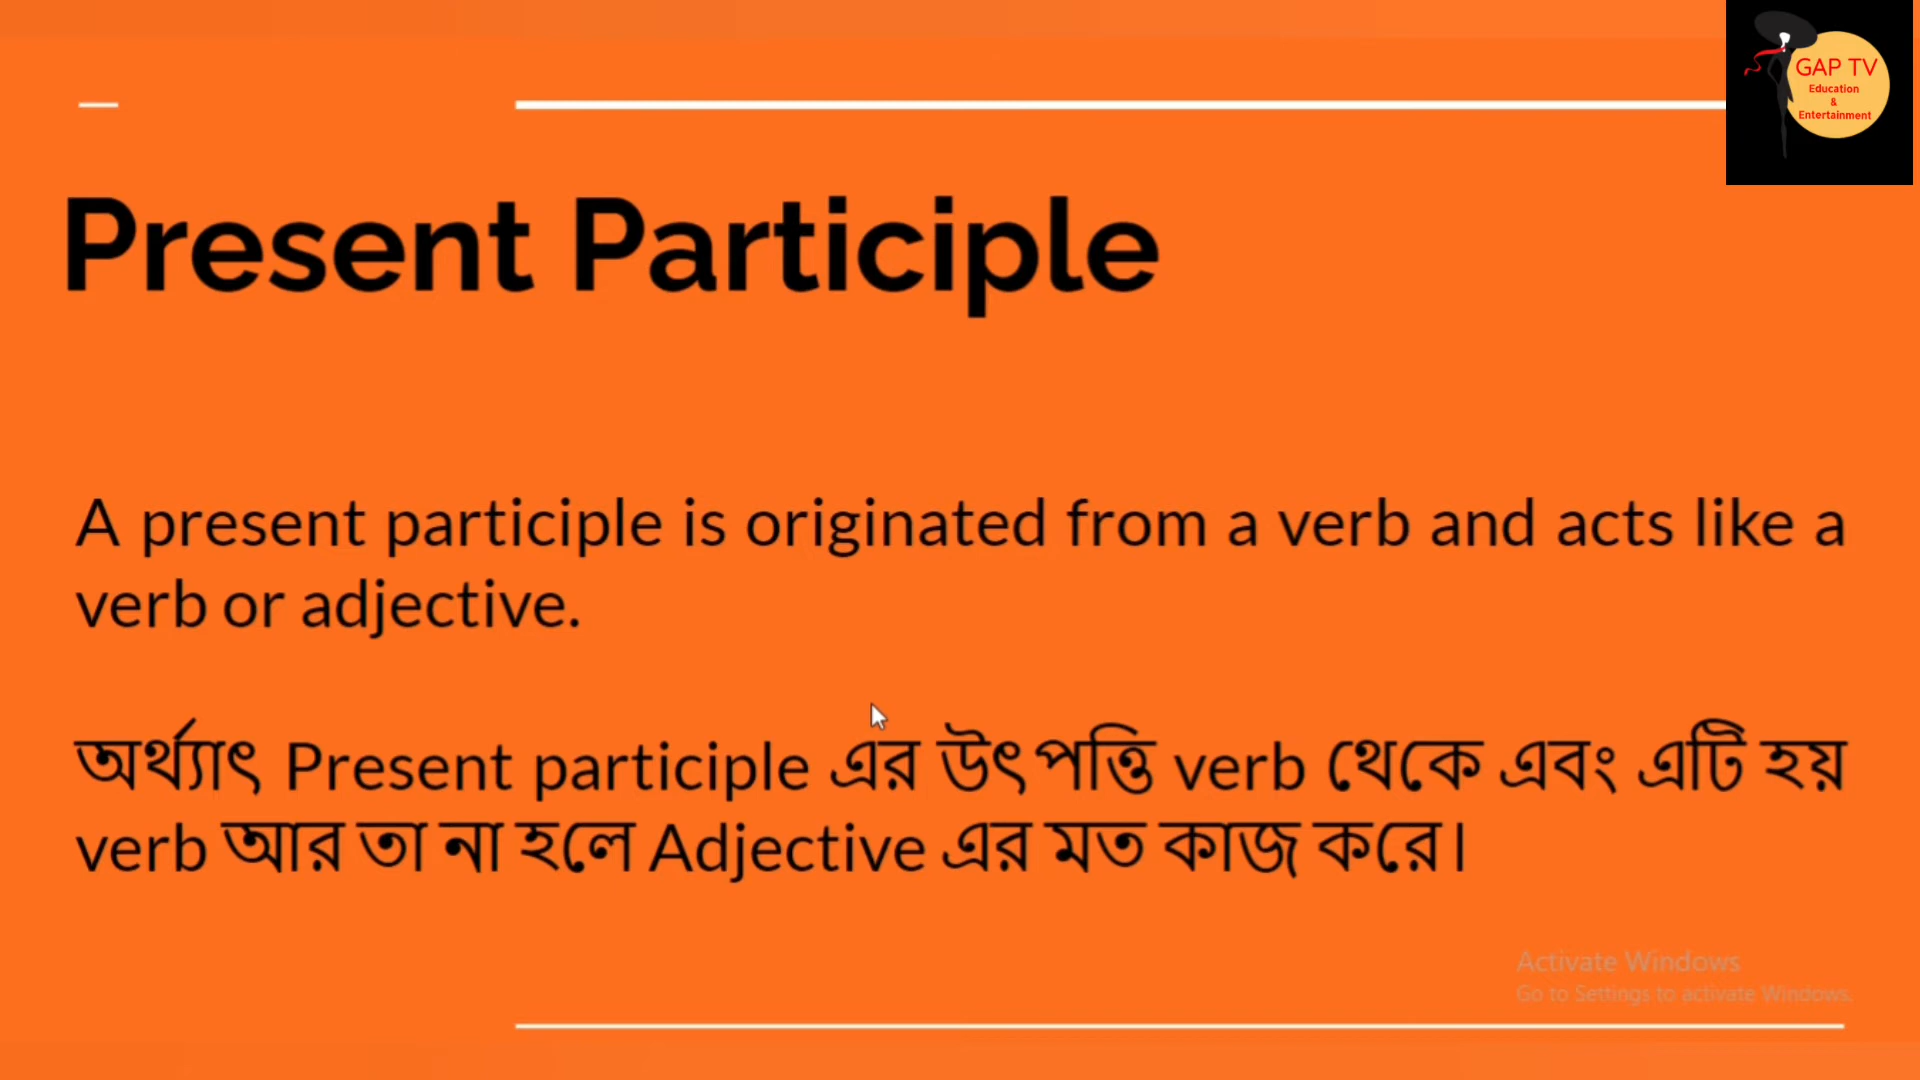 GAP TV
Education
&
Entertainment
Present Participle
A present participle is originated from a verb and acts like a
verb or adjective.
অর্থ্যাৎ Present participle এর উৎপত্তি verb থেকে এবং এটি হয়
verb আর তা না হলে Adjective এর মত কাজ করে।
Activate Windows
Go to Settings to activate Windows.